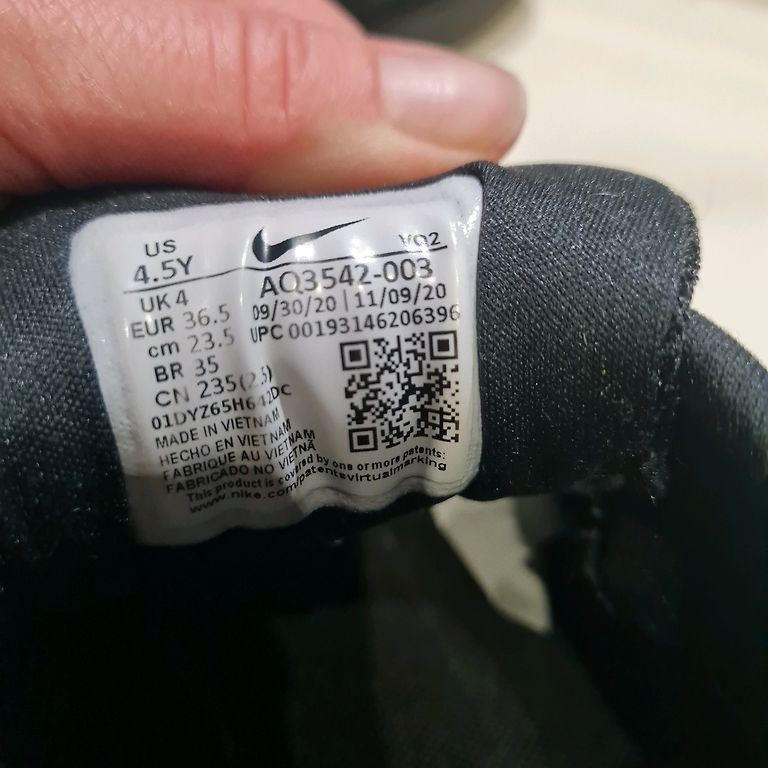 US
4.5Y
UK 4
EUR 36.5
cm 23.5
BR 35
CN 235(2.5)
VO2
AQ3542-003
09/30/20 | 11/09/20
UPC 00193146206396
01DYZ65H642DC
MADE IN VIETNAM
HECHO EN VIETNAM
FABRIQUE AU VIETNAM
FABRICADO NO VIETNÃ
This product is covered by one or more patents:
www.nike.com/patentsvirtualmarking